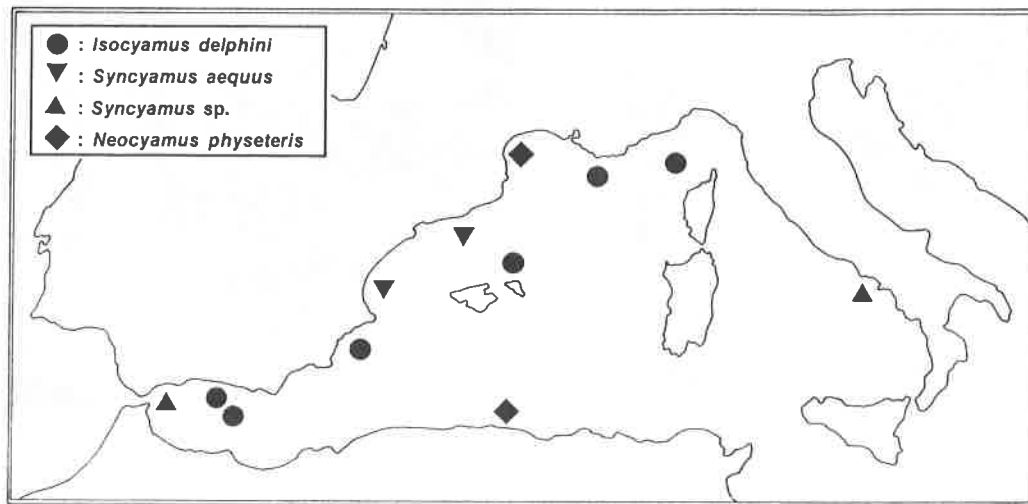 : Isocyamus delphini
: Syncyamus aequus
: Syncyamus sp.
: Neocyamus physeteris